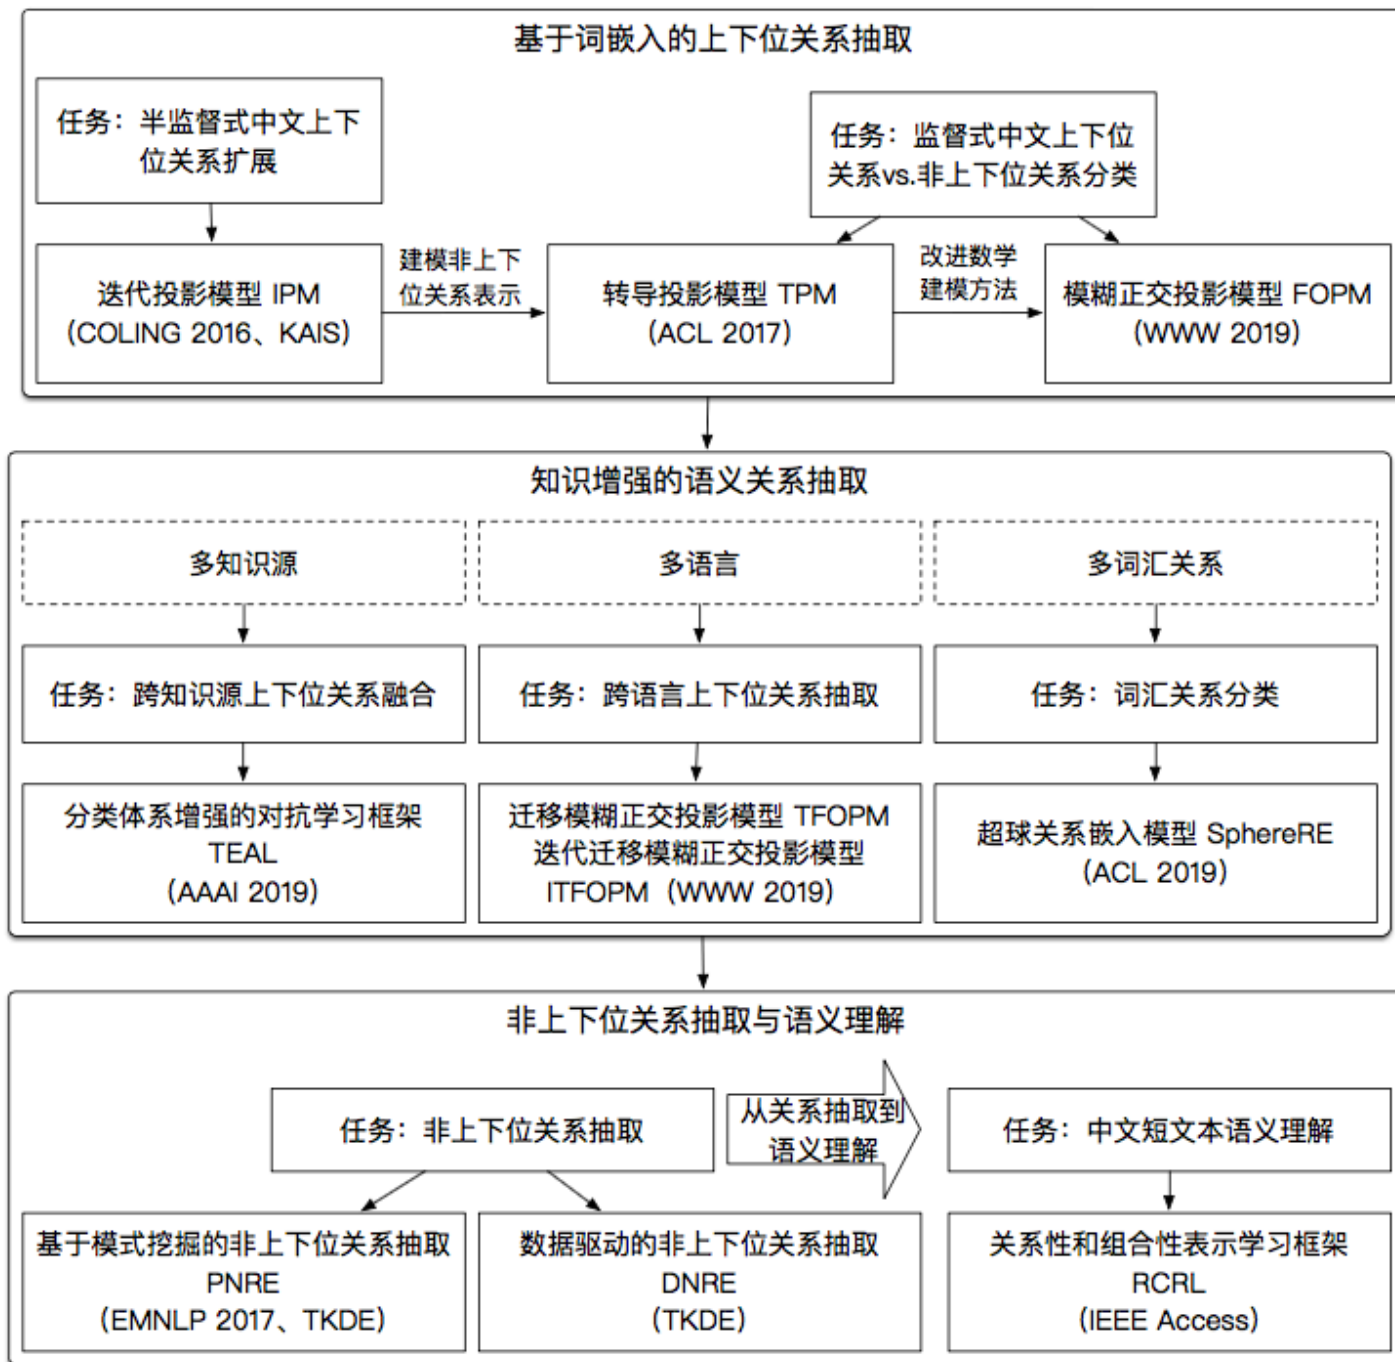 基于词嵌入的上下位关系抽取
任务：半监督式中文上下
位关系扩展
任务：监督式中文上下位
关系vs.非上下位关系分类
迭代投影模型 IPM
（COLING 2016、KAIS）
建模非上下
位关系表示
转导投影模型 TPM
（ACL 2017）
改进数学
建模方法
模糊正交投影模型 FOPM
（WWW 2019）
知识增强的语义关系抽取
多知识源
多语言
多词汇关系
任务：跨知识源上下位关系融合
任务：跨语言上下位关系抽取
任务：词汇关系分类
分类体系增强的对抗学习框架
TEAL
（AAAI 2019）
迁移模糊正交投影模型 TFOPM
迭代迁移模糊正交投影模型
ITFOPM（WWW 2019）
超球关系嵌入模型 SphereRE
（ACL 2019）
非上下位关系抽取与语义理解
任务：非上下位关系抽取
从关系抽取到
语义理解
任务：中文短文本语义理解
基于模式挖掘的非上下位关系抽取
PNRE
（EMNLP 2017、TKDE）
数据驱动的非上下位关系抽取
DNRE
（TKDE）
关系性和组合性表示学习框架
RCRL
（IEEE Access）